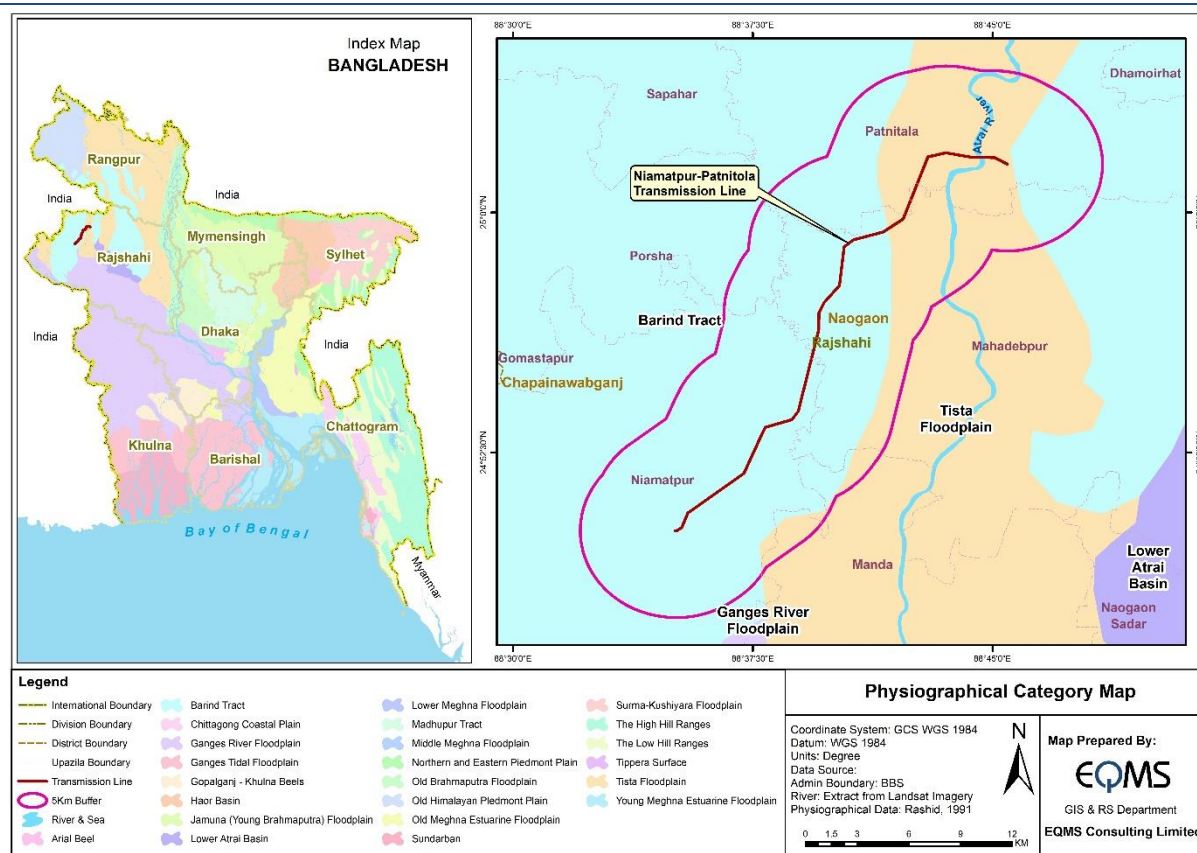 Index Map
BANGLADESH
Rangpur
India
India
Rajshahi
Mymensingh
Sylhet
India
Dhaka
India
Khulna
Barishal
Chattogram
Bay of Bengal
Myanmar
88°30'0"E
88°37'30"E
88°45'0"E
25°0'0"N
24°52'30"N
Sapahar
Dhamoirhat
Patnitala
Atrai River
Niamatpur-Patnitola
Transmission Line
Porsha
Barind Tract
Naogaon
Rajshahi
Mahadebpur
Gomastapur
Chapainawabganj
Tista
Floodplain
Niamatpur
Manda
Lower
Atrai
Basin
Ganges River
Floodplain
Naogaon
Sadar
88°30'0"E
88°37'30"E
88°45'0"E
Legend
International Boundary
Division Boundary
District Boundary
Upazila Boundary
Transmission Line
5Km Buffer
River & Sea
Arial Beel
Barind Tract
Chittagong Coastal Plain
Ganges River Floodplain
Ganges Tidal Floodplain
Gopalganj - Khulna Beels
Haor Basin
Jamuna (Young Brahmaputra) Floodplain
Lower Atrai Basin
Lower Meghna Floodplain
Madhupur Tract
Middle Meghna Floodplain
Northern and Eastern Piedmont Plain
Old Brahmaputra Floodplain
Old Himalayan Piedmont Plain
Old Meghna Estuarine Floodplain
Sundarban
Surma-Kushiyara Floodplain
The High Hill Ranges
The Low Hill Ranges
Tippera Surface
Tista Floodplain
Young Meghna Estuarine Floodplain
Physiographical Category Map
Coordinate System: GCS WGS 1984
Datum: WGS 1984
Units: Degree
Data Source:
Admin Boundary: BBS
River: Extract from Landsat Imagery
Physiographical Data: Rashid, 1991
N
0 1.5 3 6 9 12
KM
Map Prepared By:
EQMS
GIS & RS Department
EQMS Consulting Limited